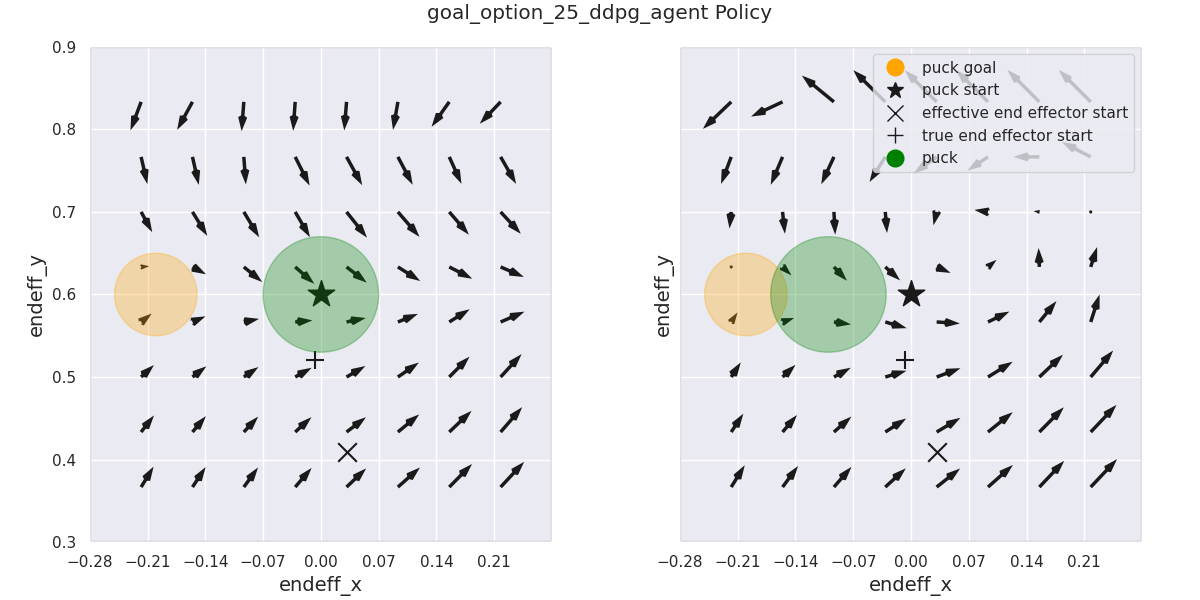 goal_option_25_ddpg_agent Policy
0.9
0.8
0.7
0.6
0.5
0.4
0.3
endeff_y
−0.28 −0.21 −0.14 −0.07 0.00 0.07 0.14 0.21
endeff_x
puck goal
puck start
effective end effector start
true end effector start
puck
endeff_y
−0.28 −0.21 −0.14 −0.07 0.00 0.07 0.14 0.21
endeff_x